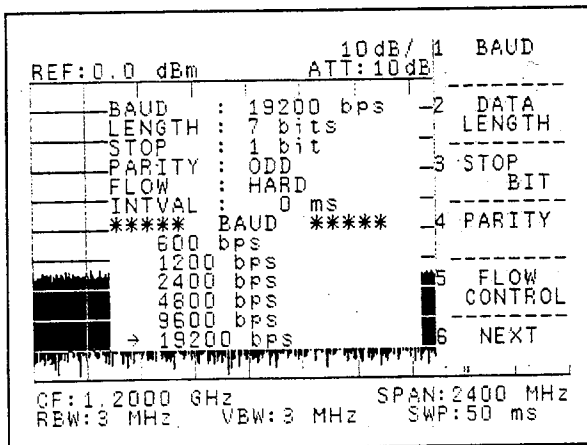 10dB/
REF:0.0 dBm ATT:10dB
BAUD : 19200 bps
LENGTH : 7 bits
STOP : 1 bit
PARITY : ODD
FLOW : HARD
INTVAL : 0 ms
***** BAUD *****
600 bps
1200 bps
2400 bps
4800 bps
9600 bps
→ 19200 bps
CF:1.2000 GHz SPAN:2400 MHz
RBW:3 MHz VBW:3 MHz SWP:50 ms
1 BAUD
2 DATA
LENGTH
3 STOP
BIT
4 PARITY
5 FLOW
CONTROL
6 NEXT